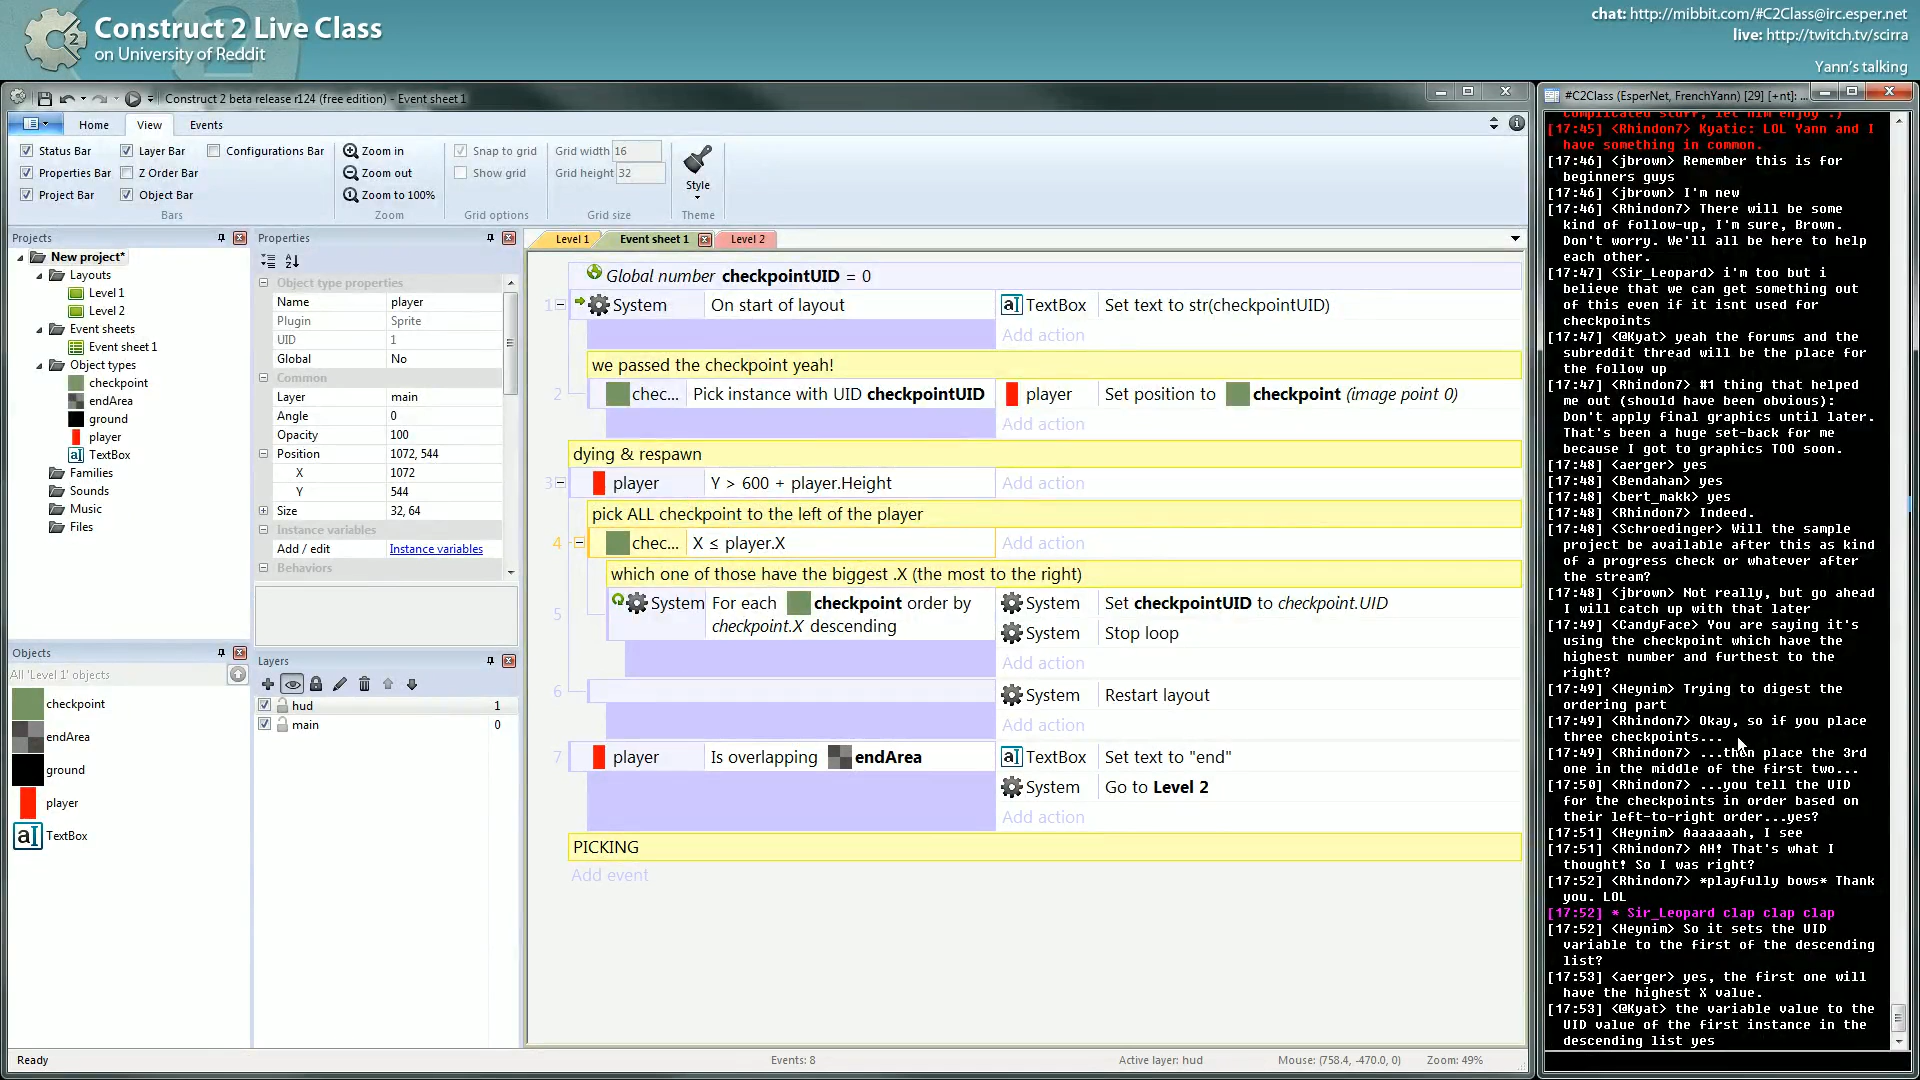 Construct 2 Live Class
on University of Reddit
chat: http://mibbit.com/#C2Class@irc.esper.net
live: http://twitch.tv/scirra
Yann's talking
Construct 2 beta release r124 (free edition) - Event sheet 1
Home View Events
Status Bar Layer Bar Configurations Bar
Properties Bar Z Order Bar
Project Bar Object Bar
Bars
Zoom in
Zoom out
Zoom to 100%
Zoom
Snap to grid
Show grid
Grid options
Grid width 16
Grid height 32
Grid size
Style
Theme
Projects
New project*
Layouts
Level 1
Level 2
Event sheets
Event sheet 1
Object types
checkpoint
endArea
ground
player
TextBox
Families
Sounds
Music
Files
Properties
Object type properties
Name player
Plugin Sprite
UID 1
Global No
Common
Layer main
Angle 0
Opacity 100
Position 1072, 544
X 1072
Y 544
Size 32, 64
Instance variables
Add / edit Instance variables
Behaviors
Objects
All 'Level 1' objects
checkpoint
endArea
ground
player
TextBox
Layers
hud 1
main 0
Level 1 Event sheet 1 Level 2
Global number checkpointUID = 0
1 System On start of layout TextBox Set text to str(checkpointUID)
Add action
we passed the checkpoint yeah!
2 chec... Pick instance with UID checkpointUID player Set position to checkpoint (image point 0)
Add action
dying & respawn
3 player Y > 600 + player.Height Add action
pick ALL checkpoint to the left of the player
4 chec... X ≤ player.X Add action
which one of those have the biggest .X (the most to the right)
5 System For each checkpoint order by
checkpoint.X descending
System Set checkpointUID to checkpoint.UID
System Stop loop
Add action
6 System Restart layout
Add action
7 player Is overlapping endArea TextBox Set text to "end"
System Go to Level 2
Add action
PICKING
Add event
Ready Events: 8 Active layer: hud Mouse: (758.4, -470.0, 0) Zoom: 49%
#C2Class (EsperNet, FrenchYann) [29] [+nt]: ...
complicated stuff, let him enjoy :)
[17:45] <Rhindon7> Kyatic: LOL Yann and I
have something in common.
[17:46] <jbrown> Remember this is for
beginners guys
[17:46] <jbrown> I'm new
[17:46] <Rhindon7> There will be some
kind of follow-up, I'm sure, Brown.
Don't worry. We'll all be here to help
each other.
[17:47] <Sir_Leopard> i'm too but i
believe that we can get something out
of this even if it isnt used for
checkpoints
[17:47] <@Kyat> yeah the forums and the
subreddit thread will be the place for
the follow up
[17:47] <Rhindon7> #1 thing that helped
me out (should have been obvious):
Don't apply final graphics until later.
That's been a huge set-back for me
because I got to graphics TOO soon.
[17:48] <aerger> yes
[17:48] <Bendahan> yes
[17:48] <bert_makk> yes
[17:48] <Rhindon7> Indeed.
[17:48] <Schroedinger> Will the sample
project be available after this as kind
of a progress check or whatever after
the stream?
[17:48] <jbrown> Not really, but go ahead
I will catch up with that later
[17:49] <CandyFace> You are saying it's
using the checkpoint which have the
highest number and furthest to the
right?
[17:49] <Heynim> Trying to digest the
ordering part
[17:49] <Rhindon7> Okay, so if you place
three checkpoints...
[17:49] <Rhindon7> ...then place the 3rd
one in the middle of the first two...
[17:50] <Rhindon7> ...you tell the UID
for the checkpoints in order based on
their left-to-right order...yes?
[17:51] <Heynim> Aaaaaaah, I see
[17:51] <Rhindon7> AH! That's what I
thought! So I was right?
[17:52] <Rhindon7> *playfully bows* Thank
you. LOL
[17:52] * Sir_Leopard clap clap clap
[17:52] <Heynim> So it sets the UID
variable to the first of the descending
list?
[17:53] <aerger> yes, the first one will
have the highest X value.
[17:53] <@Kyat> the variable value to the
UID value of the first instance in the
descending list yes